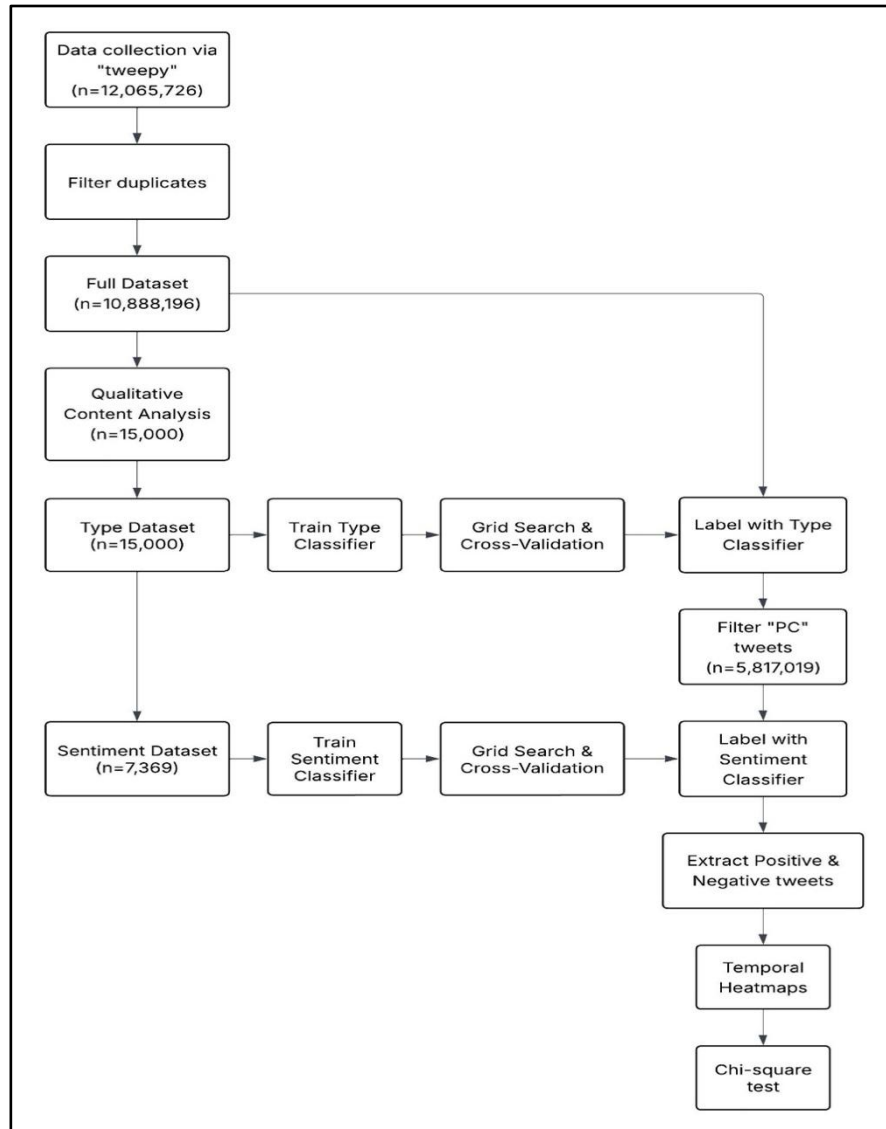 Data collection via
"tweepy"
(n=12,065,726)
Filter duplicates
Full Dataset
(n=10,888,196)
Qualitative
Content Analysis
(n=15,000)
Type Dataset
(n=15,000)
Train Type
Classifier
Grid Search &
Cross-Validation
Label with Type
Classifier
Filter "PC"
tweets
(n=5,817,019)
Sentiment Dataset
(n=7,369)
Train
Sentiment
Classifier
Grid Search &
Cross-Validation
Label with
Sentiment
Classifier
Extract Positive &
Negative tweets
Temporal
Heatmaps
Chi-square
test